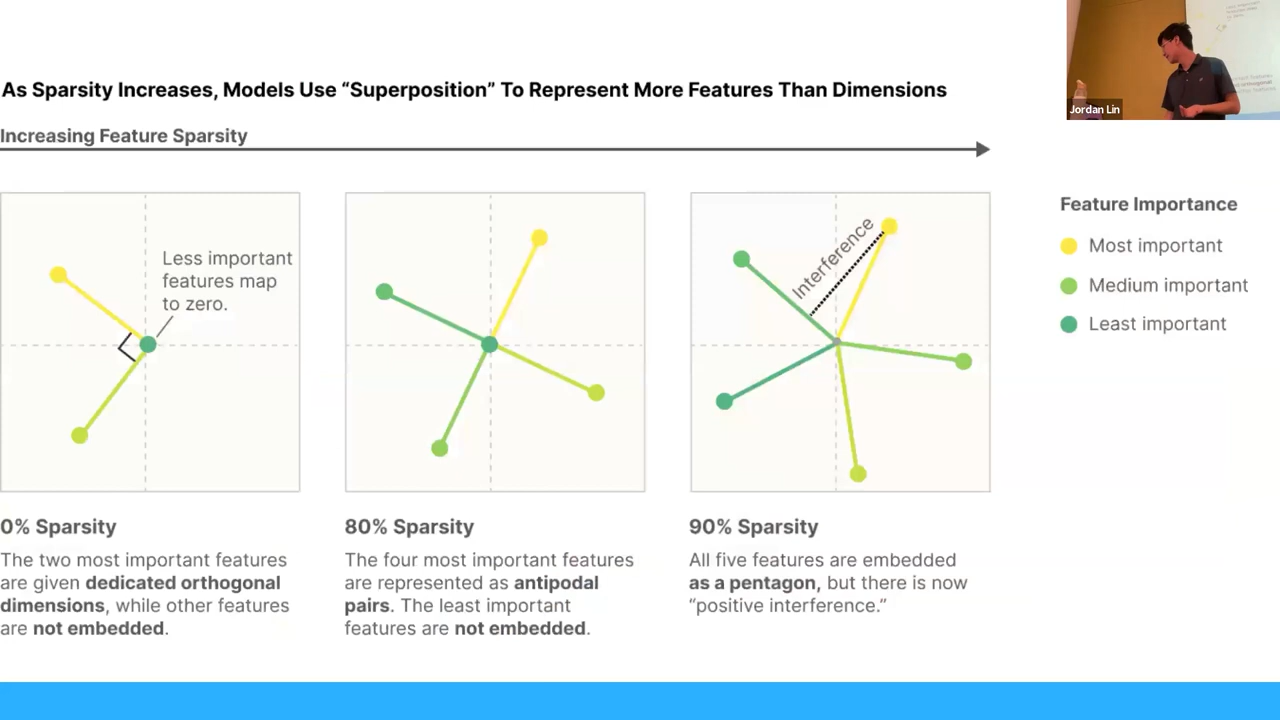 As Sparsity Increases, Models Use “Superposition” To Represent More Features Than Dimensions
Increasing Feature Sparsity
Less important
features map
to zero.
Interference
Feature Importance
Most important
Medium important
Least important
0% Sparsity
The two most important features
are given dedicated orthogonal
dimensions, while other features
are not embedded.
80% Sparsity
The four most important features
are represented as antipodal
pairs. The least important
features are not embedded.
90% Sparsity
All five features are embedded
as a pentagon, but there is now
“positive interference.”
Jordan Lin